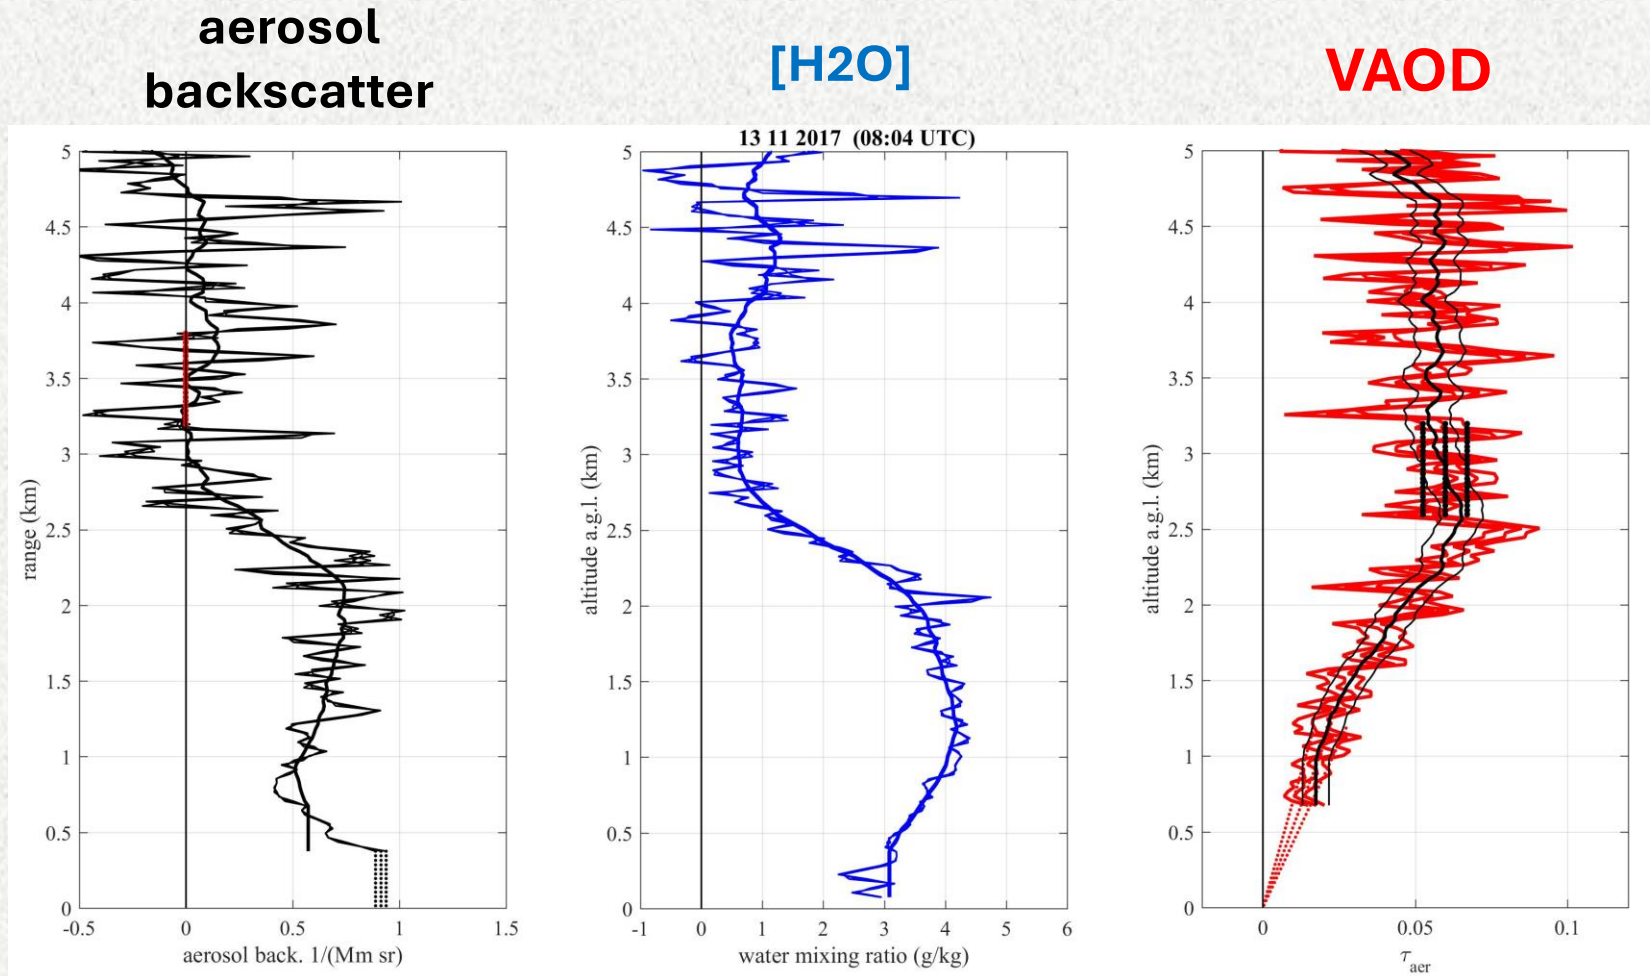 aerosol
backscatter
[H2O]
VAOD
13 11 2017 (08:04 UTC)
5
4.5
4
3.5
3
2.5
2
1.5
1
0.5
0
range (km)
-0.5 0 0.5 1 1.5
aerosol back. 1/(Mm sr)
5
4.5
4
3.5
3
2.5
2
1.5
1
0.5
0
altitude a.g.l. (km)
-1 0 1 2 3 4 5 6
water mixing ratio (g/kg)
5
4.5
4
3.5
3
2.5
2
1.5
1
0.5
0
altitude a.g.l. (km)
0 0.05 0.1
τaer